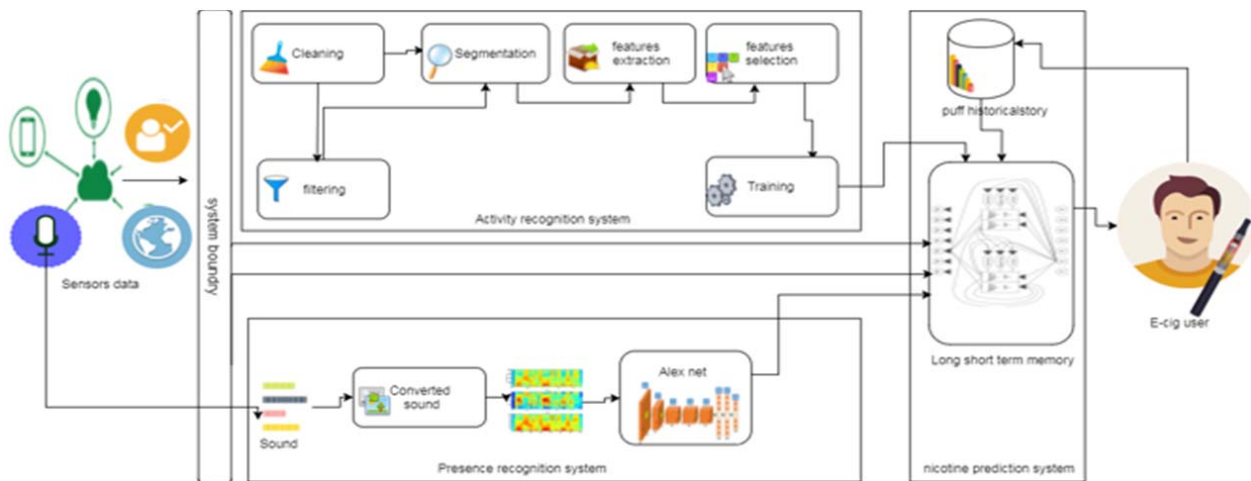 Cleaning
Segmentation
features
extraction
features
selection
puff historicalstory
filtering
Training
Activity recognition system
system boundry
Sensors data
E-cig user
Long short term memory
Alex net
Converted
sound
Sound
Presence recognition system
nicotine prediction system